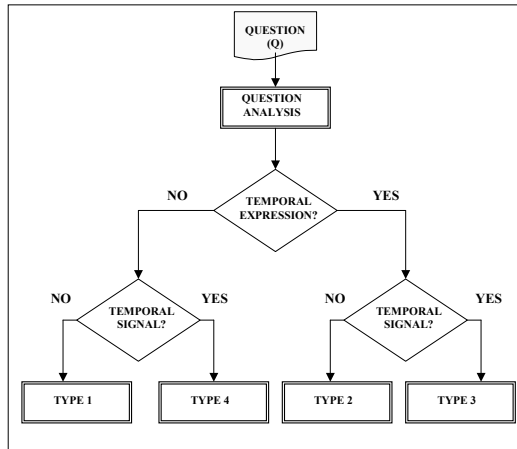 QUESTION
(Q)
QUESTION
ANALYSIS
NO
TEMPORAL
EXPRESSION?
YES
NO
TEMPORAL
SIGNAL?
YES
NO
TEMPORAL
SIGNAL?
YES
TYPE 1
TYPE 4
TYPE 2
TYPE 3